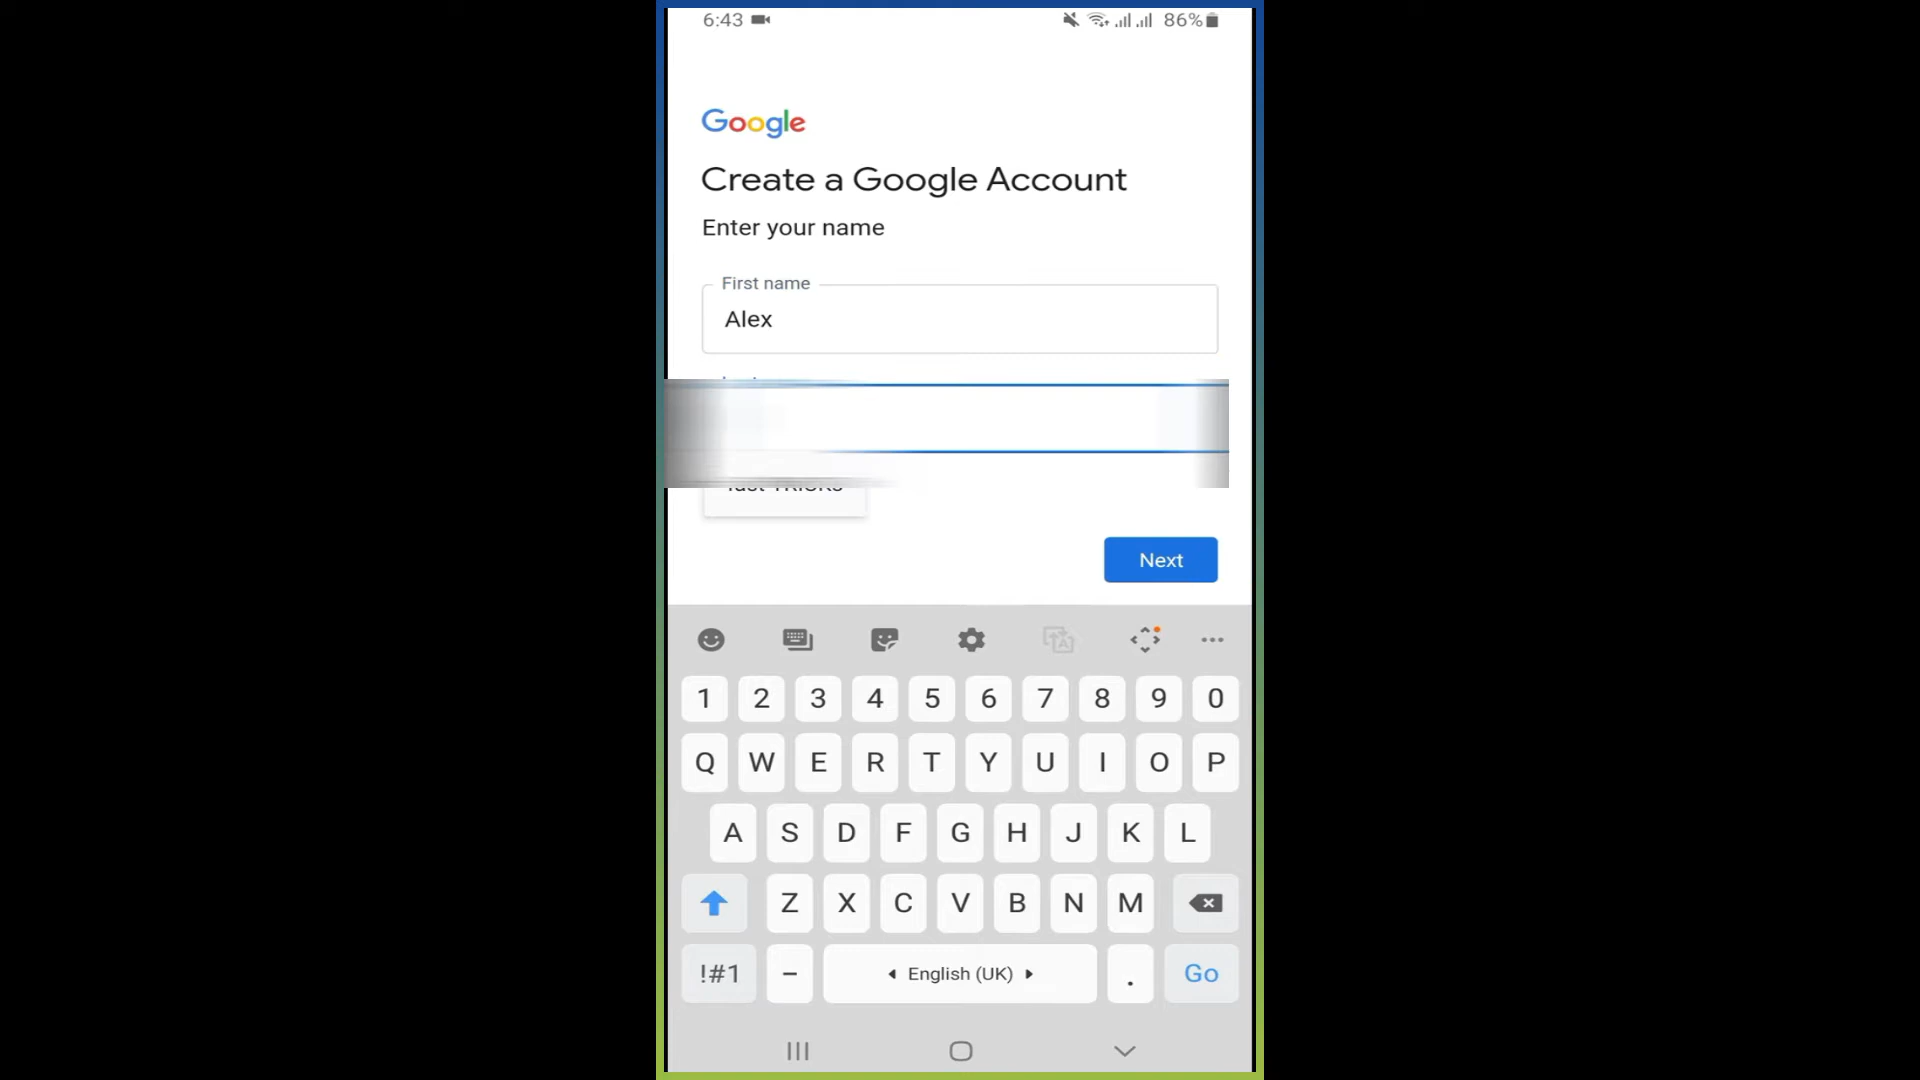 6:43 86%
Google
Create a Google Account
Enter your name
First name
Alex
Next
1 2 3 4 5 6 7 8 9 0
Q W E R T Y U I O P
A S D F G H J K L
Z X C V B N M
!#1 – English (UK) . Go